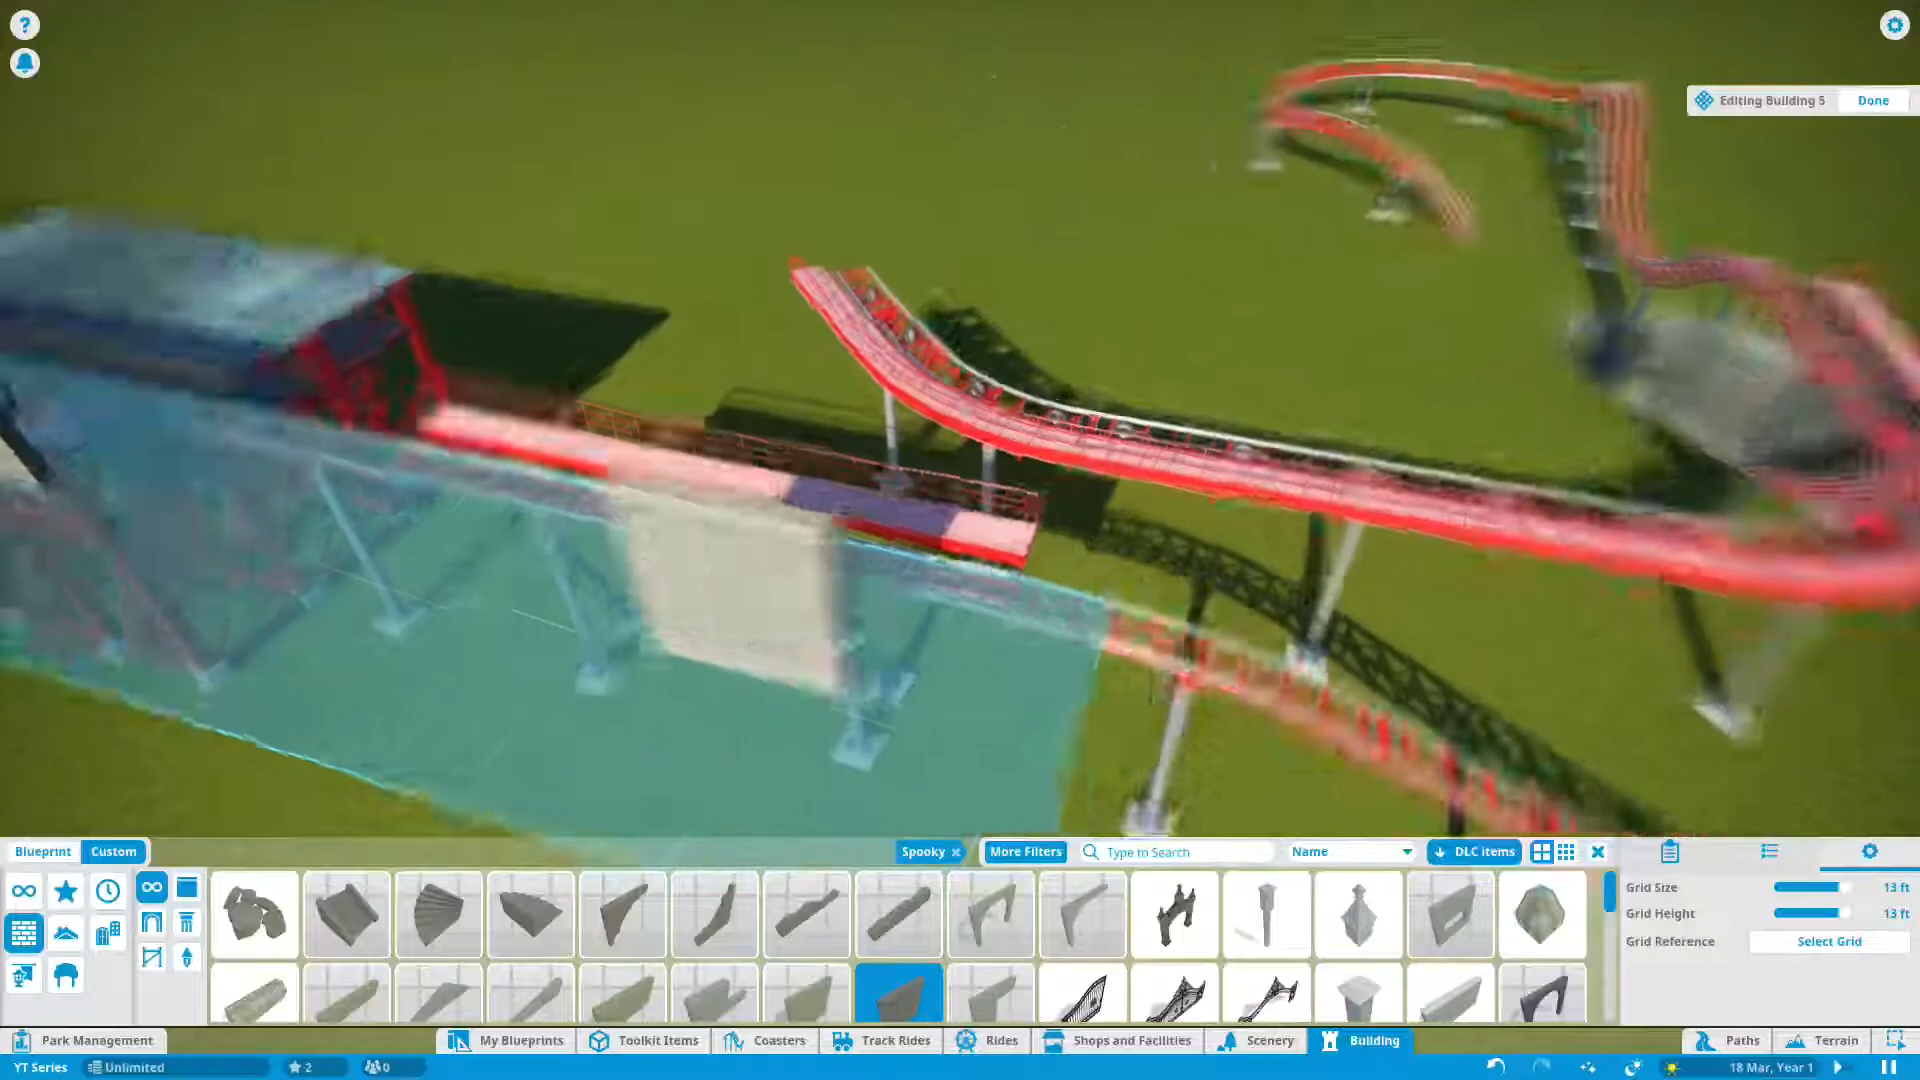 ?
Editing Building 5 Done
Blueprint Custom Spooky × More Filters Type to Search Name DLC items
Grid Size 13 ft
Grid Height 13 ft
Grid Reference Select Grid
Park Management My Blueprints Toolkit Items Coasters Track Rides Rides Shops and Facilities Scenery Building Paths Terrain
YT Series Unlimited 2 0 18 Mar, Year 1